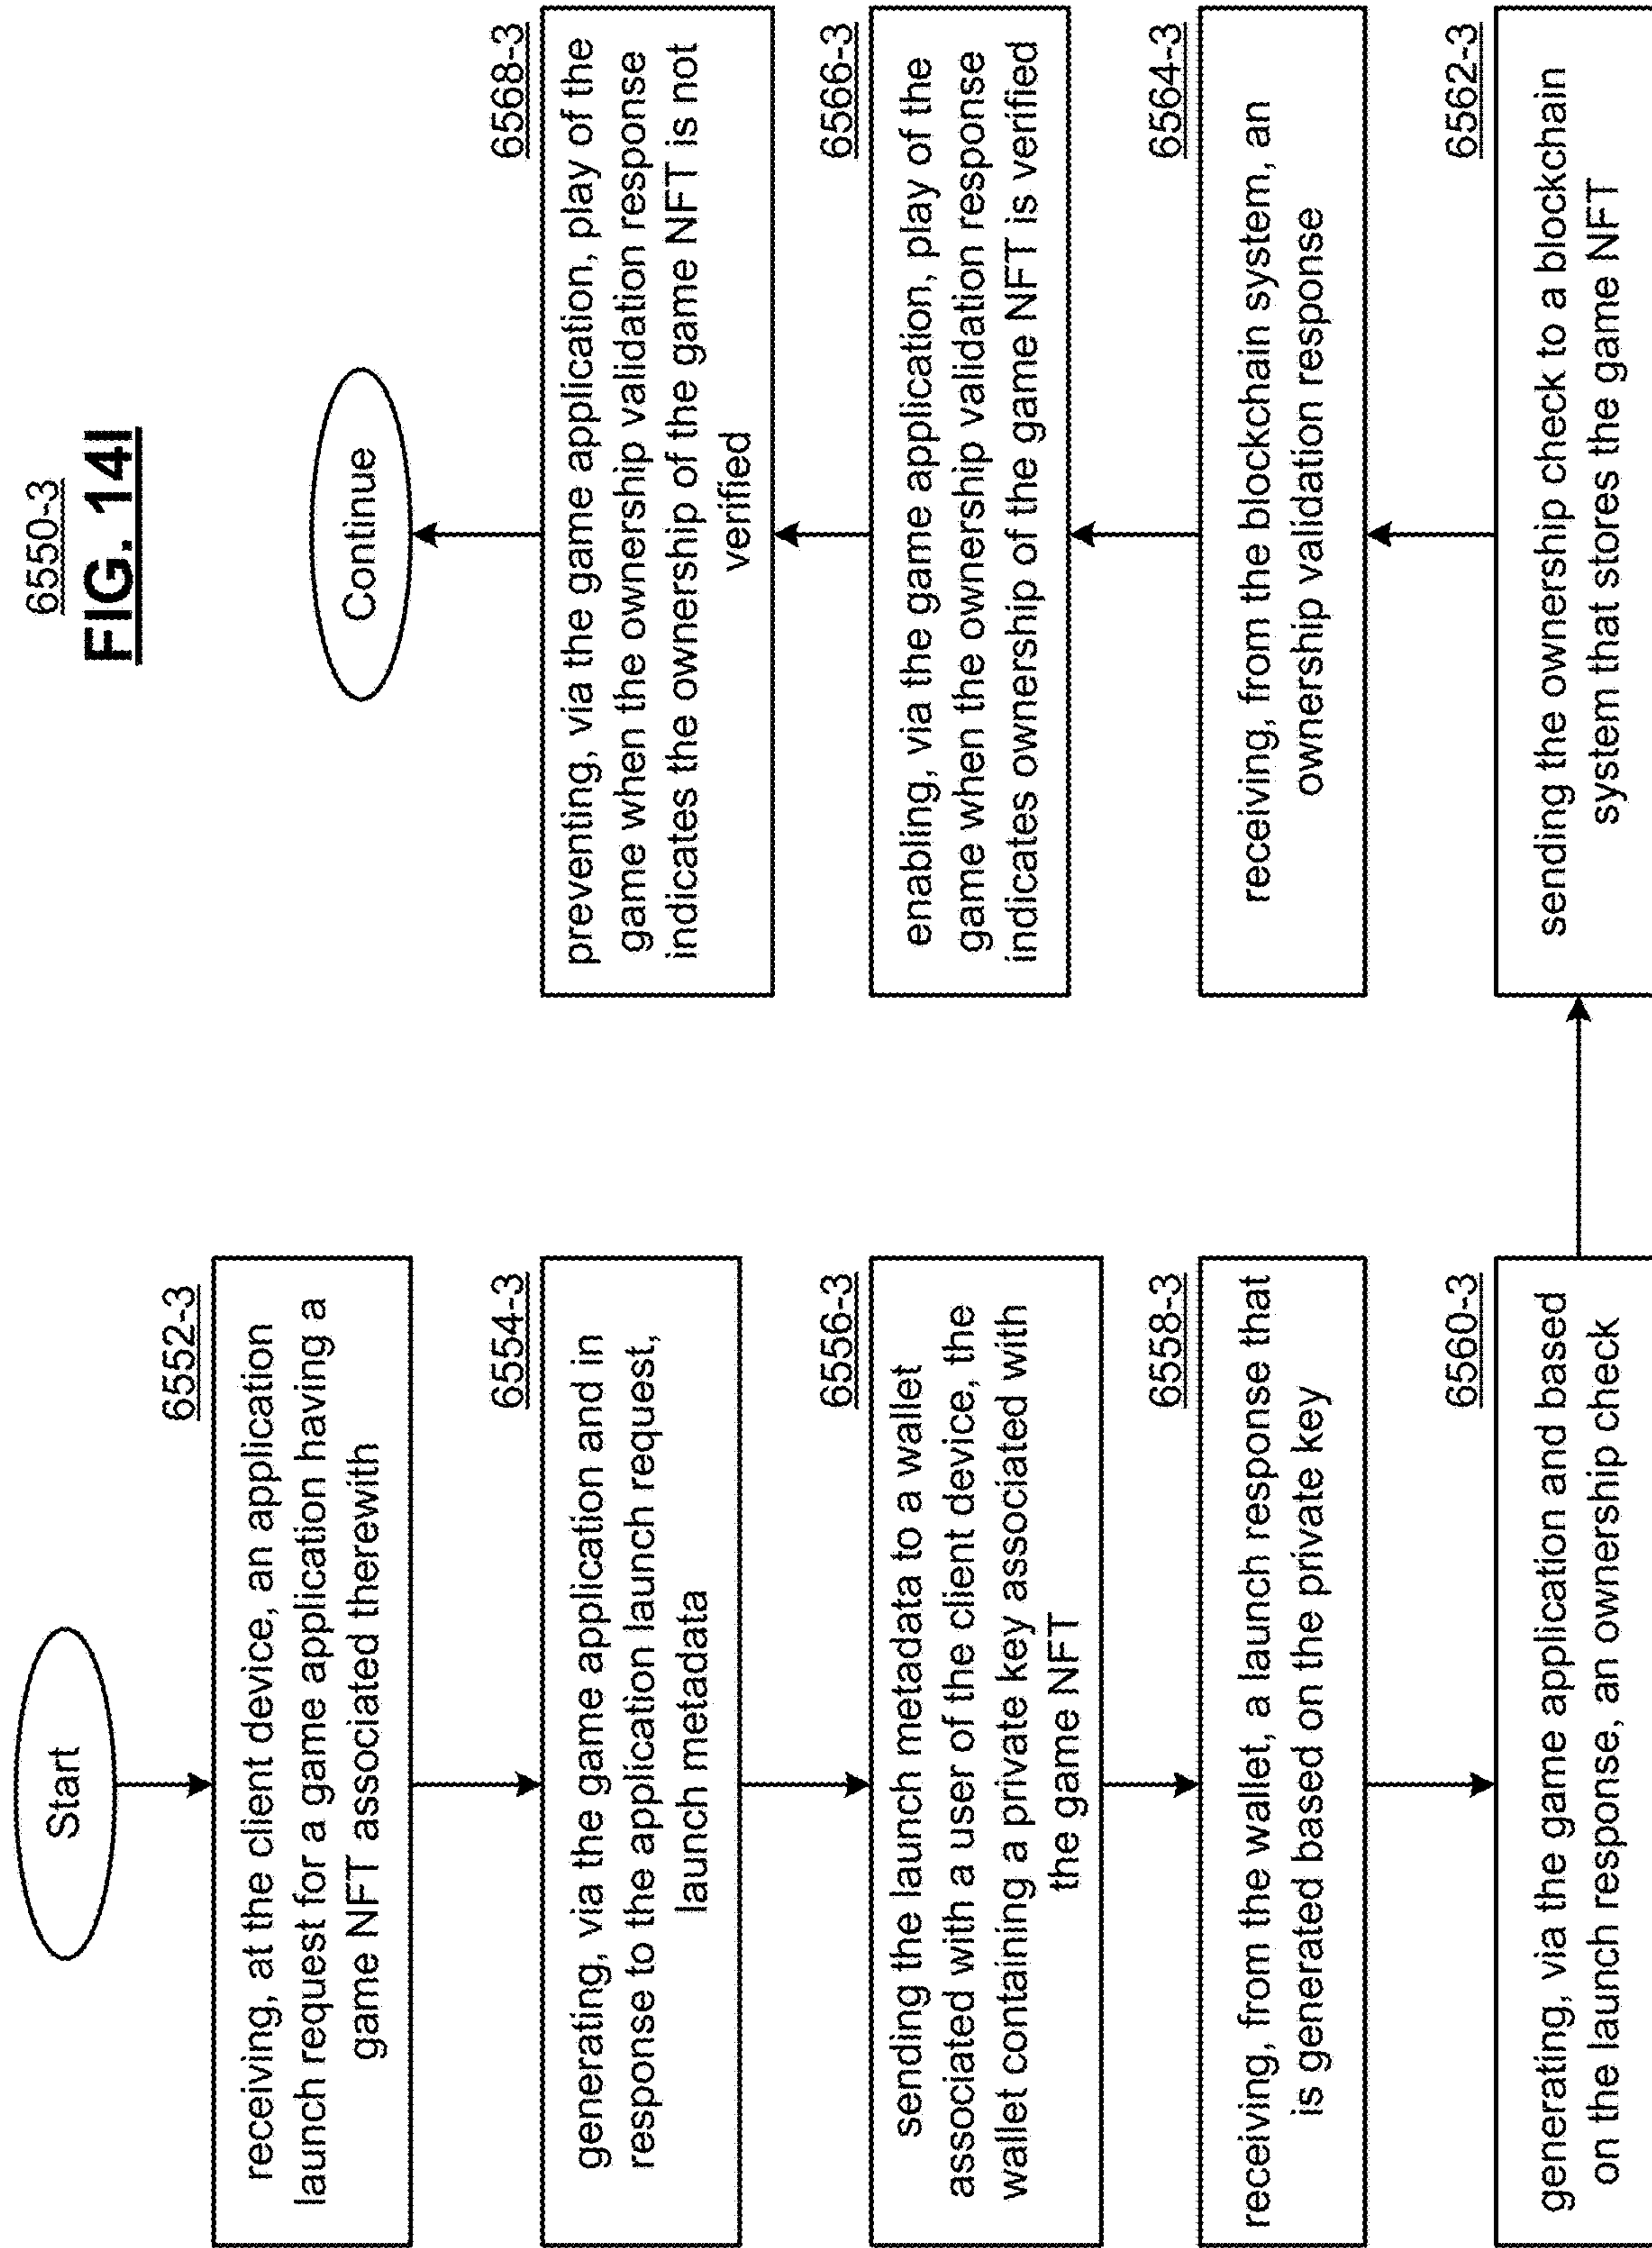 6550-3
FIG. 14I
Start
6552-3
receiving, at the client device, an application
launch request for a game application having a
game NFT associated therewith
6554-3
generating, via the game application and in
response to the application launch request,
launch metadata
6556-3
sending the launch metadata to a wallet
associated with a user of the client device, the
wallet containing a private key associated with
the game NFT
6558-3
receiving, from the wallet, a launch response that
is generated based on the private key
6560-3
generating, via the game application and based
on the launch response, an ownership check
6562-3
sending the ownership check to a blockchain
system that stores the game NFT
6564-3
receiving, from the blockchain system, an
ownership validation response
6566-3
enabling, via the game application, play of the
game when the ownership validation response
indicates ownership of the game NFT is verified
6568-3
preventing, via the game application, play of the
game when the ownership validation response
indicates the ownership of the game NFT is not
verified
Continue